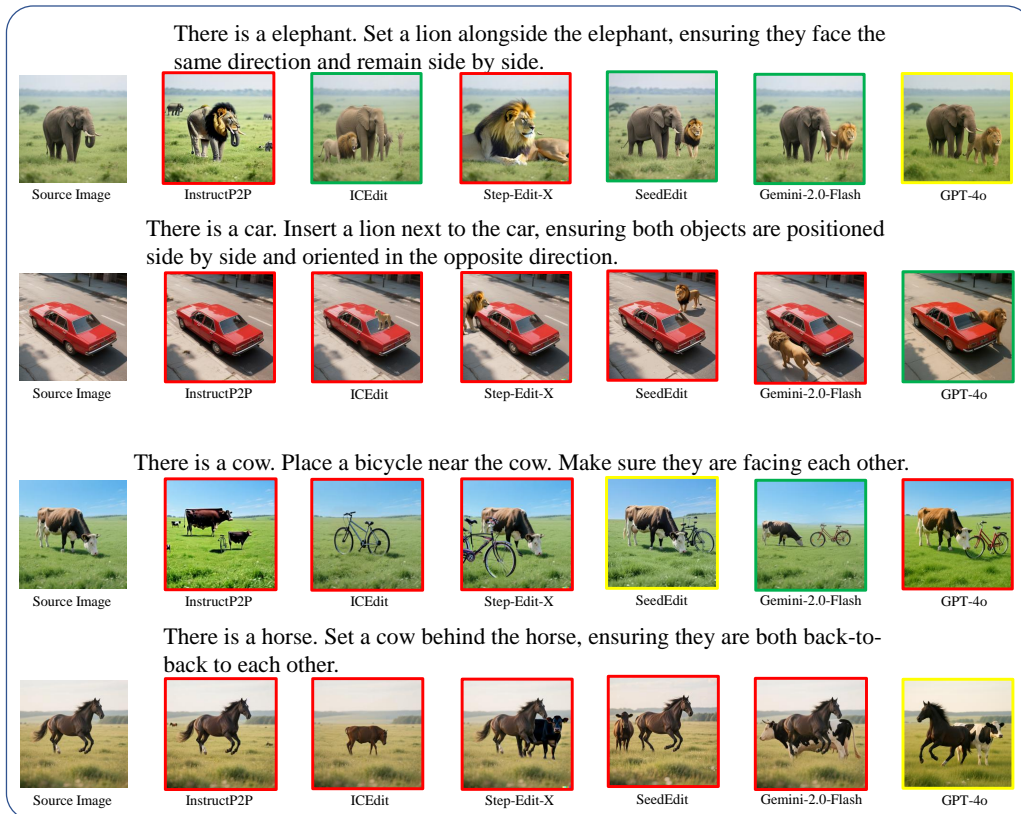 There is a elephant. Set a lion alongside the elephant, ensuring they face the
same direction and remain side by side.
Source Image
InstructP2P
ICEdit
Step-Edit-X
SeedEdit
Gemini-2.0-Flash
GPT-4o
There is a car. Insert a lion next to the car, ensuring both objects are positioned
side by side and oriented in the opposite direction.
Source Image
InstructP2P
ICEdit
Step-Edit-X
SeedEdit
Gemini-2.0-Flash
GPT-4o
There is a cow. Place a bicycle near the cow. Make sure they are facing each other.
Source Image
InstructP2P
ICEdit
Step-Edit-X
SeedEdit
Gemini-2.0-Flash
GPT-4o
There is a horse. Set a cow behind the horse, ensuring they are both back-to-
back to each other.
Source Image
InstructP2P
ICEdit
Step-Edit-X
SeedEdit
Gemini-2.0-Flash
GPT-4o